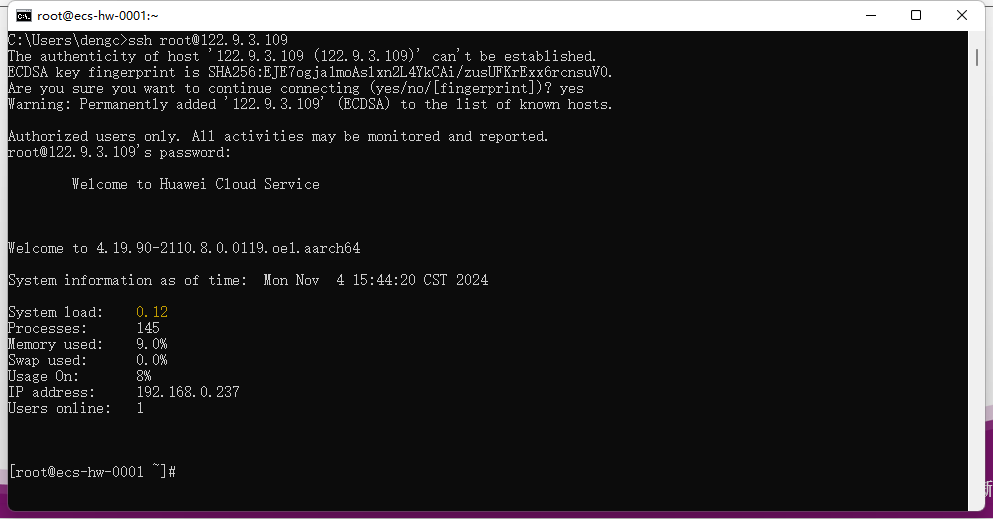 root@ecs-hw-0001:~
C:\Users\dengc>ssh root@122.9.3.109
The authenticity of host '122.9.3.109 (122.9.3.109)' can't be established.
ECDSA key fingerprint is SHA256:EJE7ogja1moAs1xn2L4YkCAi/zusUFKrExx6rcnsuV0.
Are you sure you want to continue connecting (yes/no/[fingerprint])? yes
Warning: Permanently added '122.9.3.109' (ECDSA) to the list of known hosts.
Authorized users only. All activities may be monitored and reported.
root@122.9.3.109's password:
Welcome to Huawei Cloud Service
Welcome to 4.19.90-2110.8.0.0119.oe1.aarch64
System information as of time:  Mon Nov  4 15:44:20 CST 2024
System load:    0.12
Processes:      145
Memory used:    9.0%
Swap used:      0.0%
Usage On:       8%
IP address:     192.168.0.237
Users online:   1
[root@ecs-hw-0001 ~]#